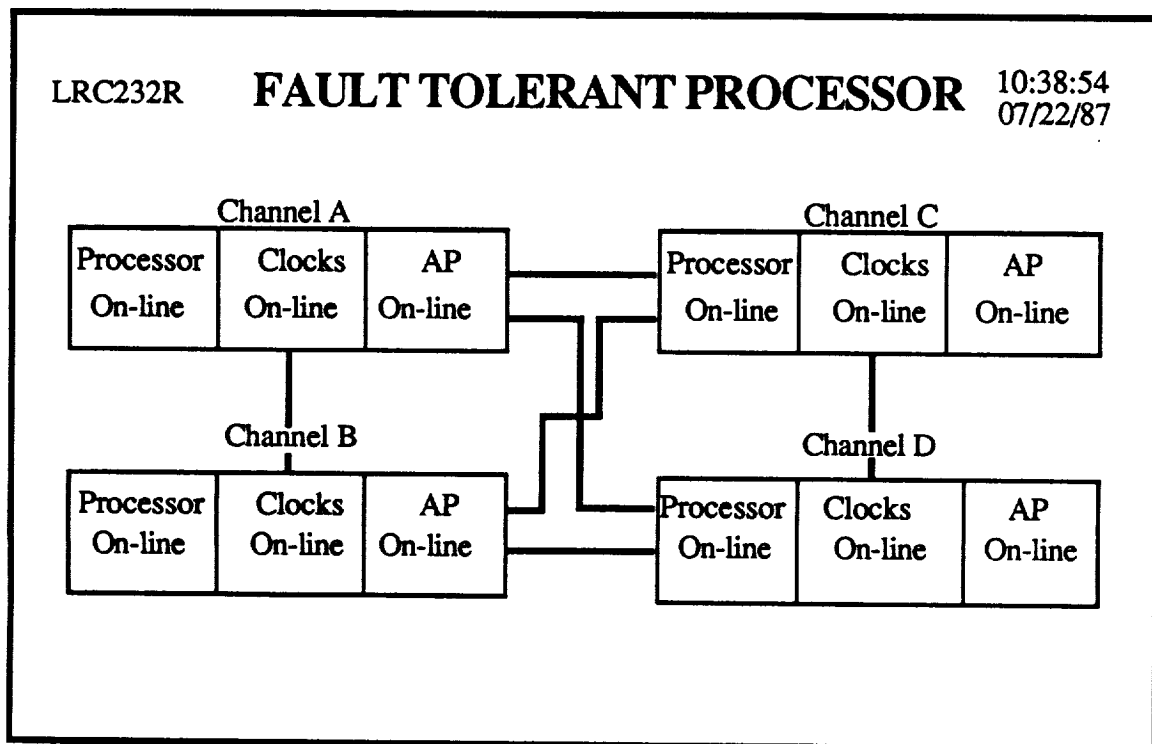 LRC232R FAULT TOLERANT PROCESSOR 10:38:54
07/22/87
Channel A
Processor Clocks AP
On-line On-line On-line
Channel C
Processor Clocks AP
On-line On-line On-line
Channel B
Processor Clocks AP
On-line On-line On-line
Channel D
Processor Clocks AP
On-line On-line On-line